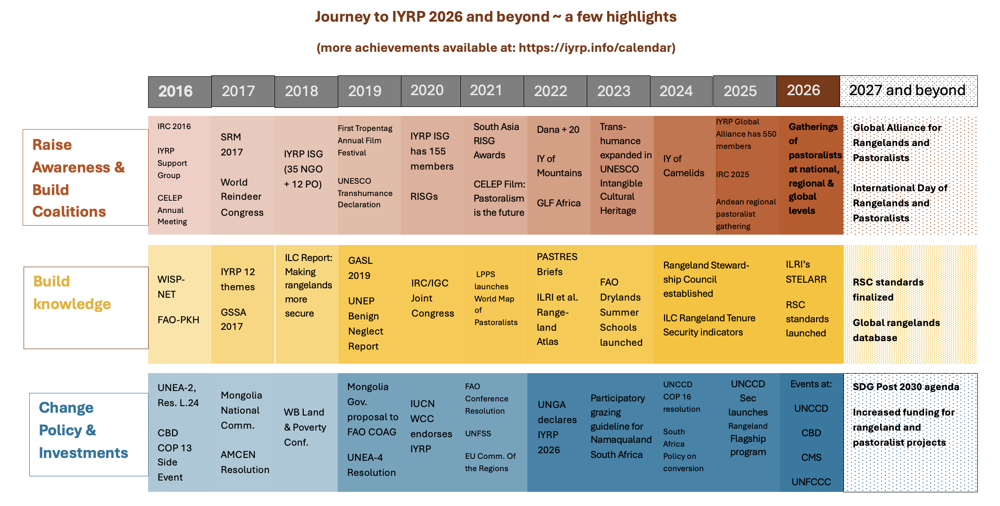 Journey to IYRP 2026 and beyond ~ a few highlights
(more achievements available at: https://iyrp.info/calendar)
2016
2017
2018
2019
2020
2021
2022
2023
2024
2025
2026
2027 and beyond
Raise
Awareness &
Build
Coalitions
IRC 2016
IYRP
Support
Group
CELEP
Annual
Meeting
SRM
2017
World
Reindeer
Congress
IYRP ISG
(35 NGO
+ 12 PO)
First Tropentag
Annual Film
Festival
UNESCO
Transhumance
Declaration
IYRP ISG
has 155
members
RISGs
South Asia
RISG
Awards
CELEP Film:
Pastoralism
is the future
Dana + 20
IY of
Mountains
GLF Africa
Trans-
humance
expanded in
UNESCO
Intangible
Cultural
Heritage
IY of
Camelids
IYRP Global
Alliance has 550
members
IRC 2025
Andean regional
pastoralist
gathering
Gatherings
of
pastoralists
at national,
regional &
global
levels
Global Alliance for
Rangelands and
Pastoralists
International Day of
Rangelands and
Pastoralists
Build
knowledge
WISP-
NET
FAO-PKH
IYRP 12
themes
GSSA
2017
ILC Report:
Making
rangelands
more
secure
GASL
2019
UNEP
Benign
Neglect
Report
IRC/IGC
Joint
Congress
LPPS
launches
World Map
of
Pastoralists
PASTRES
Briefs
ILRI et al.
Range-
land
Atlas
FAO
Drylands
Summer
Schools
launched
Rangeland Steward-
ship Council
established
ILC Rangeland Tenure
Security indicators
ILRI's
STELARR
RSC
standards
launched
RSC standards
finalized
Global rangelands
database
Change
Policy &
Investments
UNEA-2,
Res. L.24
CBD
COP 13
Side
Event
Mongolia
National
Comm.
AMCEN
Resolution
WB Land
& Poverty
Conf.
Mongolia
Gov.
proposal to
FAO COAG
UNEA-4
Resolution
IUCN
WCC
endorses
IYRP
FAO
Conference
Resolution
UNFSS
EU Comm. Of
the Regions
UNGA
declares
IYRP
2026
Participatory
grazing
guideline for
Namaqualand
South Africa
UNCCD
COP 16
resolution
South
Africa
Policy on
conversion
UNCCD
Sec
launches
Rangeland
Flagship
program
Events at:
UNCCD
CBD
CMS
UNFCCC
SDG Post 2030 agenda
Increased funding for
rangeland and
pastoralist projects